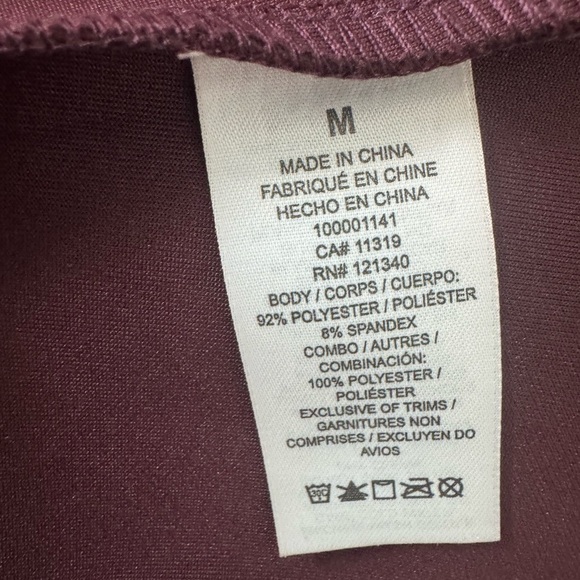 M
MADE IN CHINA
FABRIQUÉ EN CHINE
HECHO EN CHINA
100001141
CA# 11319
RN# 121340
BODY / CORPS / CUERPO:
92% POLYESTER / POLIÉSTER
8% SPANDEX
COMBO / AUTRES /
COMBINACIÓN:
100% POLYESTER /
POLIÉSTER
EXCLUSIVE OF TRIMS /
GARNITURES NON
COMPRISES / EXCLUYEN DO
AVIOS
30C